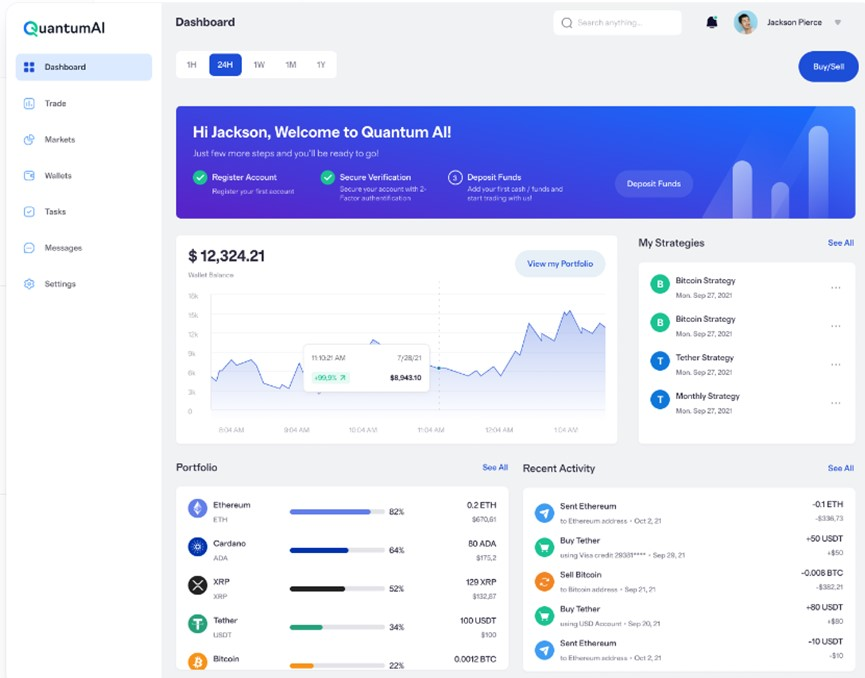 QuantumAI
Dashboard
Trade
Markets
Wallets
Tasks
Messages
Settings
Dashboard
Search anything...
Jackson Pierce
1H 24H 1W 1M 1Y
Buy/Sell
Hi Jackson, Welcome to Quantum AI!
Just few more steps and you'll be ready to go!
Register Account
Register your first account
Secure Verification
Secure your account with 2-
Factor authentification
3 Deposit Funds
Add your first cash / funds and
start trading with us!
Deposit Funds
$ 12,324.21
Wallet Balance
View my Portfolio
18k
15k
12k
9k
6k
3k
0
11:10:21 AM 7/28/21
+99,9% $8,943.10
8:04 AM 9:04 AM 10:04 AM 11:04 AM 12:04 AM 1:04 AM
My Strategies See All
B Bitcoin Strategy
Mon, Sep 27, 2021
B Bitcoin Strategy
Mon, Sep 27, 2021
T Tether Strategy
Mon, Sep 27, 2021
T Monthly Strategy
Mon, Sep 27, 2021
Portfolio See All
Ethereum 82% 0.2 ETH
ETH $670,61
Cardano 64% 80 ADA
ADA $175,2
XRP 52% 129 XRP
XRP $132,87
Tether 34% 100 USDT
USDT $100
Bitcoin 22% 0.0012 BTC
Recent Activity See All
Sent Ethereum -0.1 ETH
to Ethereum address • Oct 2, 21 -$336,73
Buy Tether +50 USDT
using Visa credit 29381**** • Sep 29, 21 +$50
Sell Bitcoin -0.008 BTC
to Bitcoin address • Sep 21, 21 -$382,21
Buy Tether +80 USDT
using USD Account • Sep 20, 21 +$80
Sent Ethereum -10 USDT
to Ethereum address • Oct 2, 21 -$10